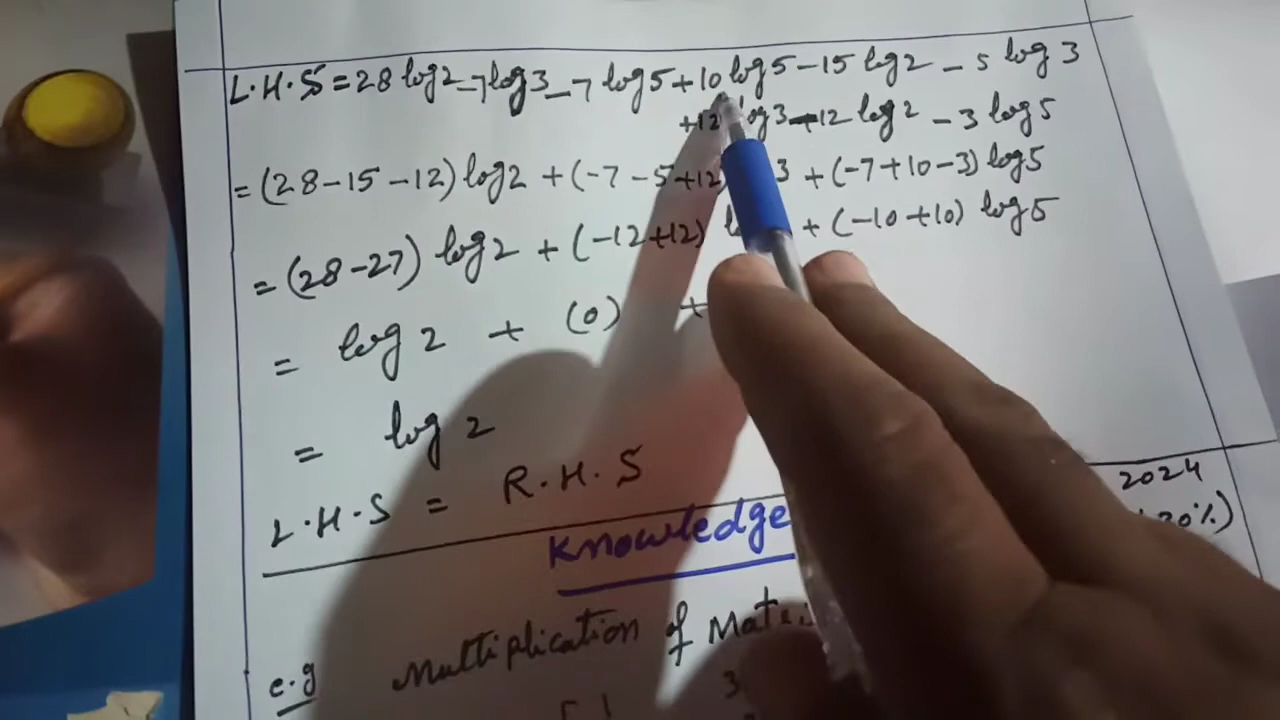 L.H.S = 28 log2 - 7log3 - 7 log5 + 10 log5 - 15 log2 - 5 log 3
+12 log3 - 12 log2 - 3 log5
= (28-15-12) log2 + (-7 -5+12) 3 + (-7+10-3) log5
= (28-27) log2 + (-12+12) + (-10+10) log5
= log 2 + (0) +
= log 2
L.H.S = R.H.S
2024
Knowledge
Multiplication of
e.g